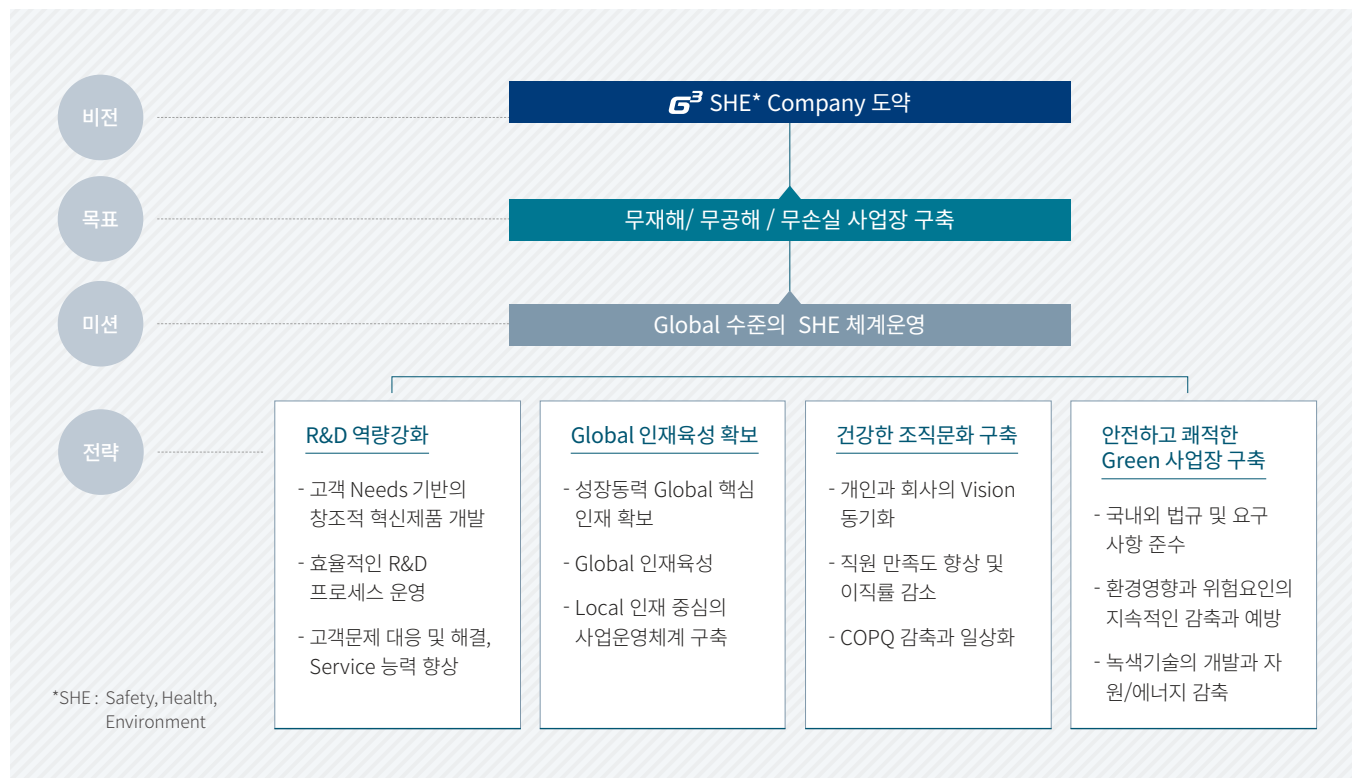 비전
G³ SHE* Company 도약
목표
무재해/ 무공해 / 무손실 사업장 구축
미션
Global 수준의 SHE 체계운영
전략
R&D 역량강화
- 고객 Needs 기반의
창조적 혁신제품 개발
- 효율적인 R&D
프로세스 운영
- 고객문제 대응 및 해결,
Service 능력 향상
Global 인재육성 확보
- 성장동력 Global 핵심
인재 확보
- Global 인재육성
- Local 인재 중심의
사업운영체계 구축
건강한 조직문화 구축
- 개인과 회사의 Vision
동기화
- 직원 만족도 향상 및
이직률 감소
- COPQ 감축과 일상화
안전하고 쾌적한
Green 사업장 구축
- 국내외 법규 및 요구
사항 준수
- 환경영향과 위험요인의
지속적인 감축과 예방
- 녹색기술의 개발과 자
원/에너지 감축
*SHE : Safety, Health,
Environment